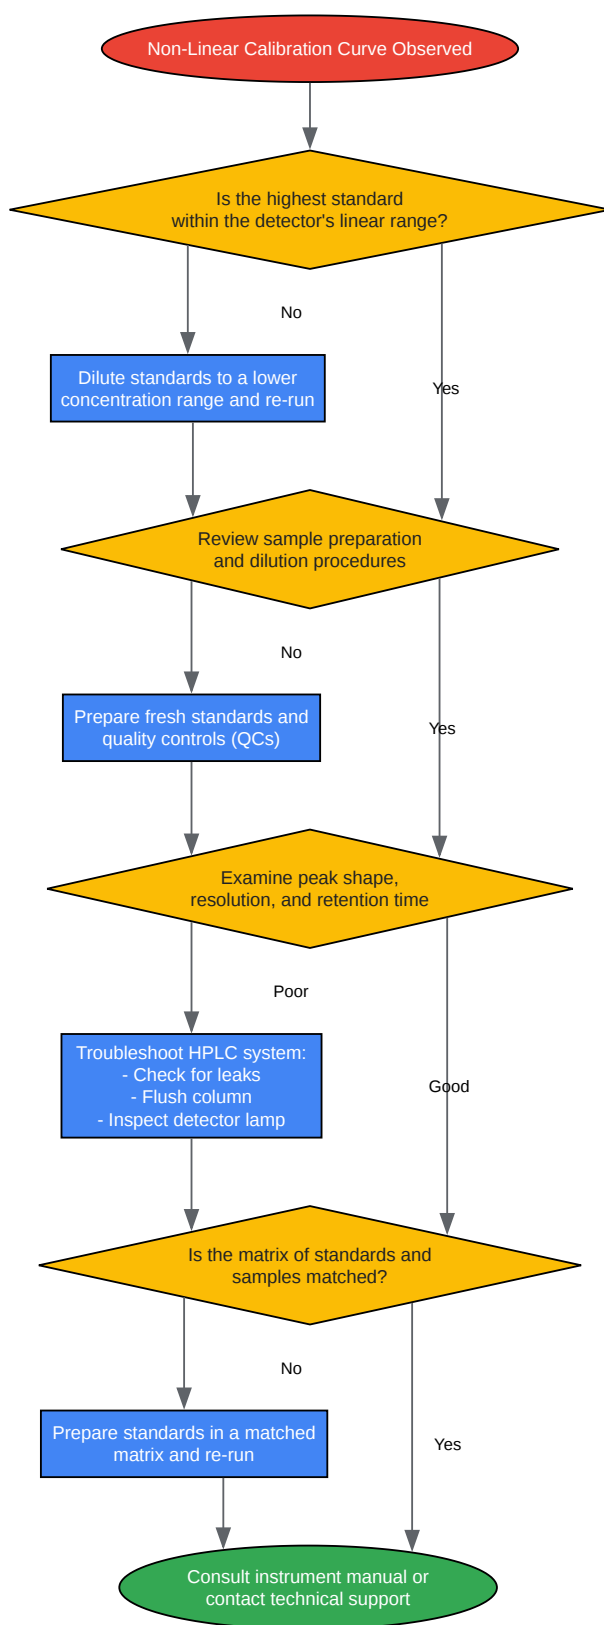 Non-Linear Calibration Curve Observed
Is the highest standard
within the detector's linear range?
No
Dilute standards to a lower
concentration range and re-run
Yes
Review sample preparation
and dilution procedures
No
Prepare fresh standards and
quality controls (QCs)
Yes
Examine peak shape,
resolution, and retention time
Poor
Troubleshoot HPLC system:
- Check for leaks
- Flush column
- Inspect detector lamp
Good
Is the matrix of standards and
samples matched?
No
Prepare standards in a matched
matrix and re-run
Yes
Consult instrument manual or
contact technical support